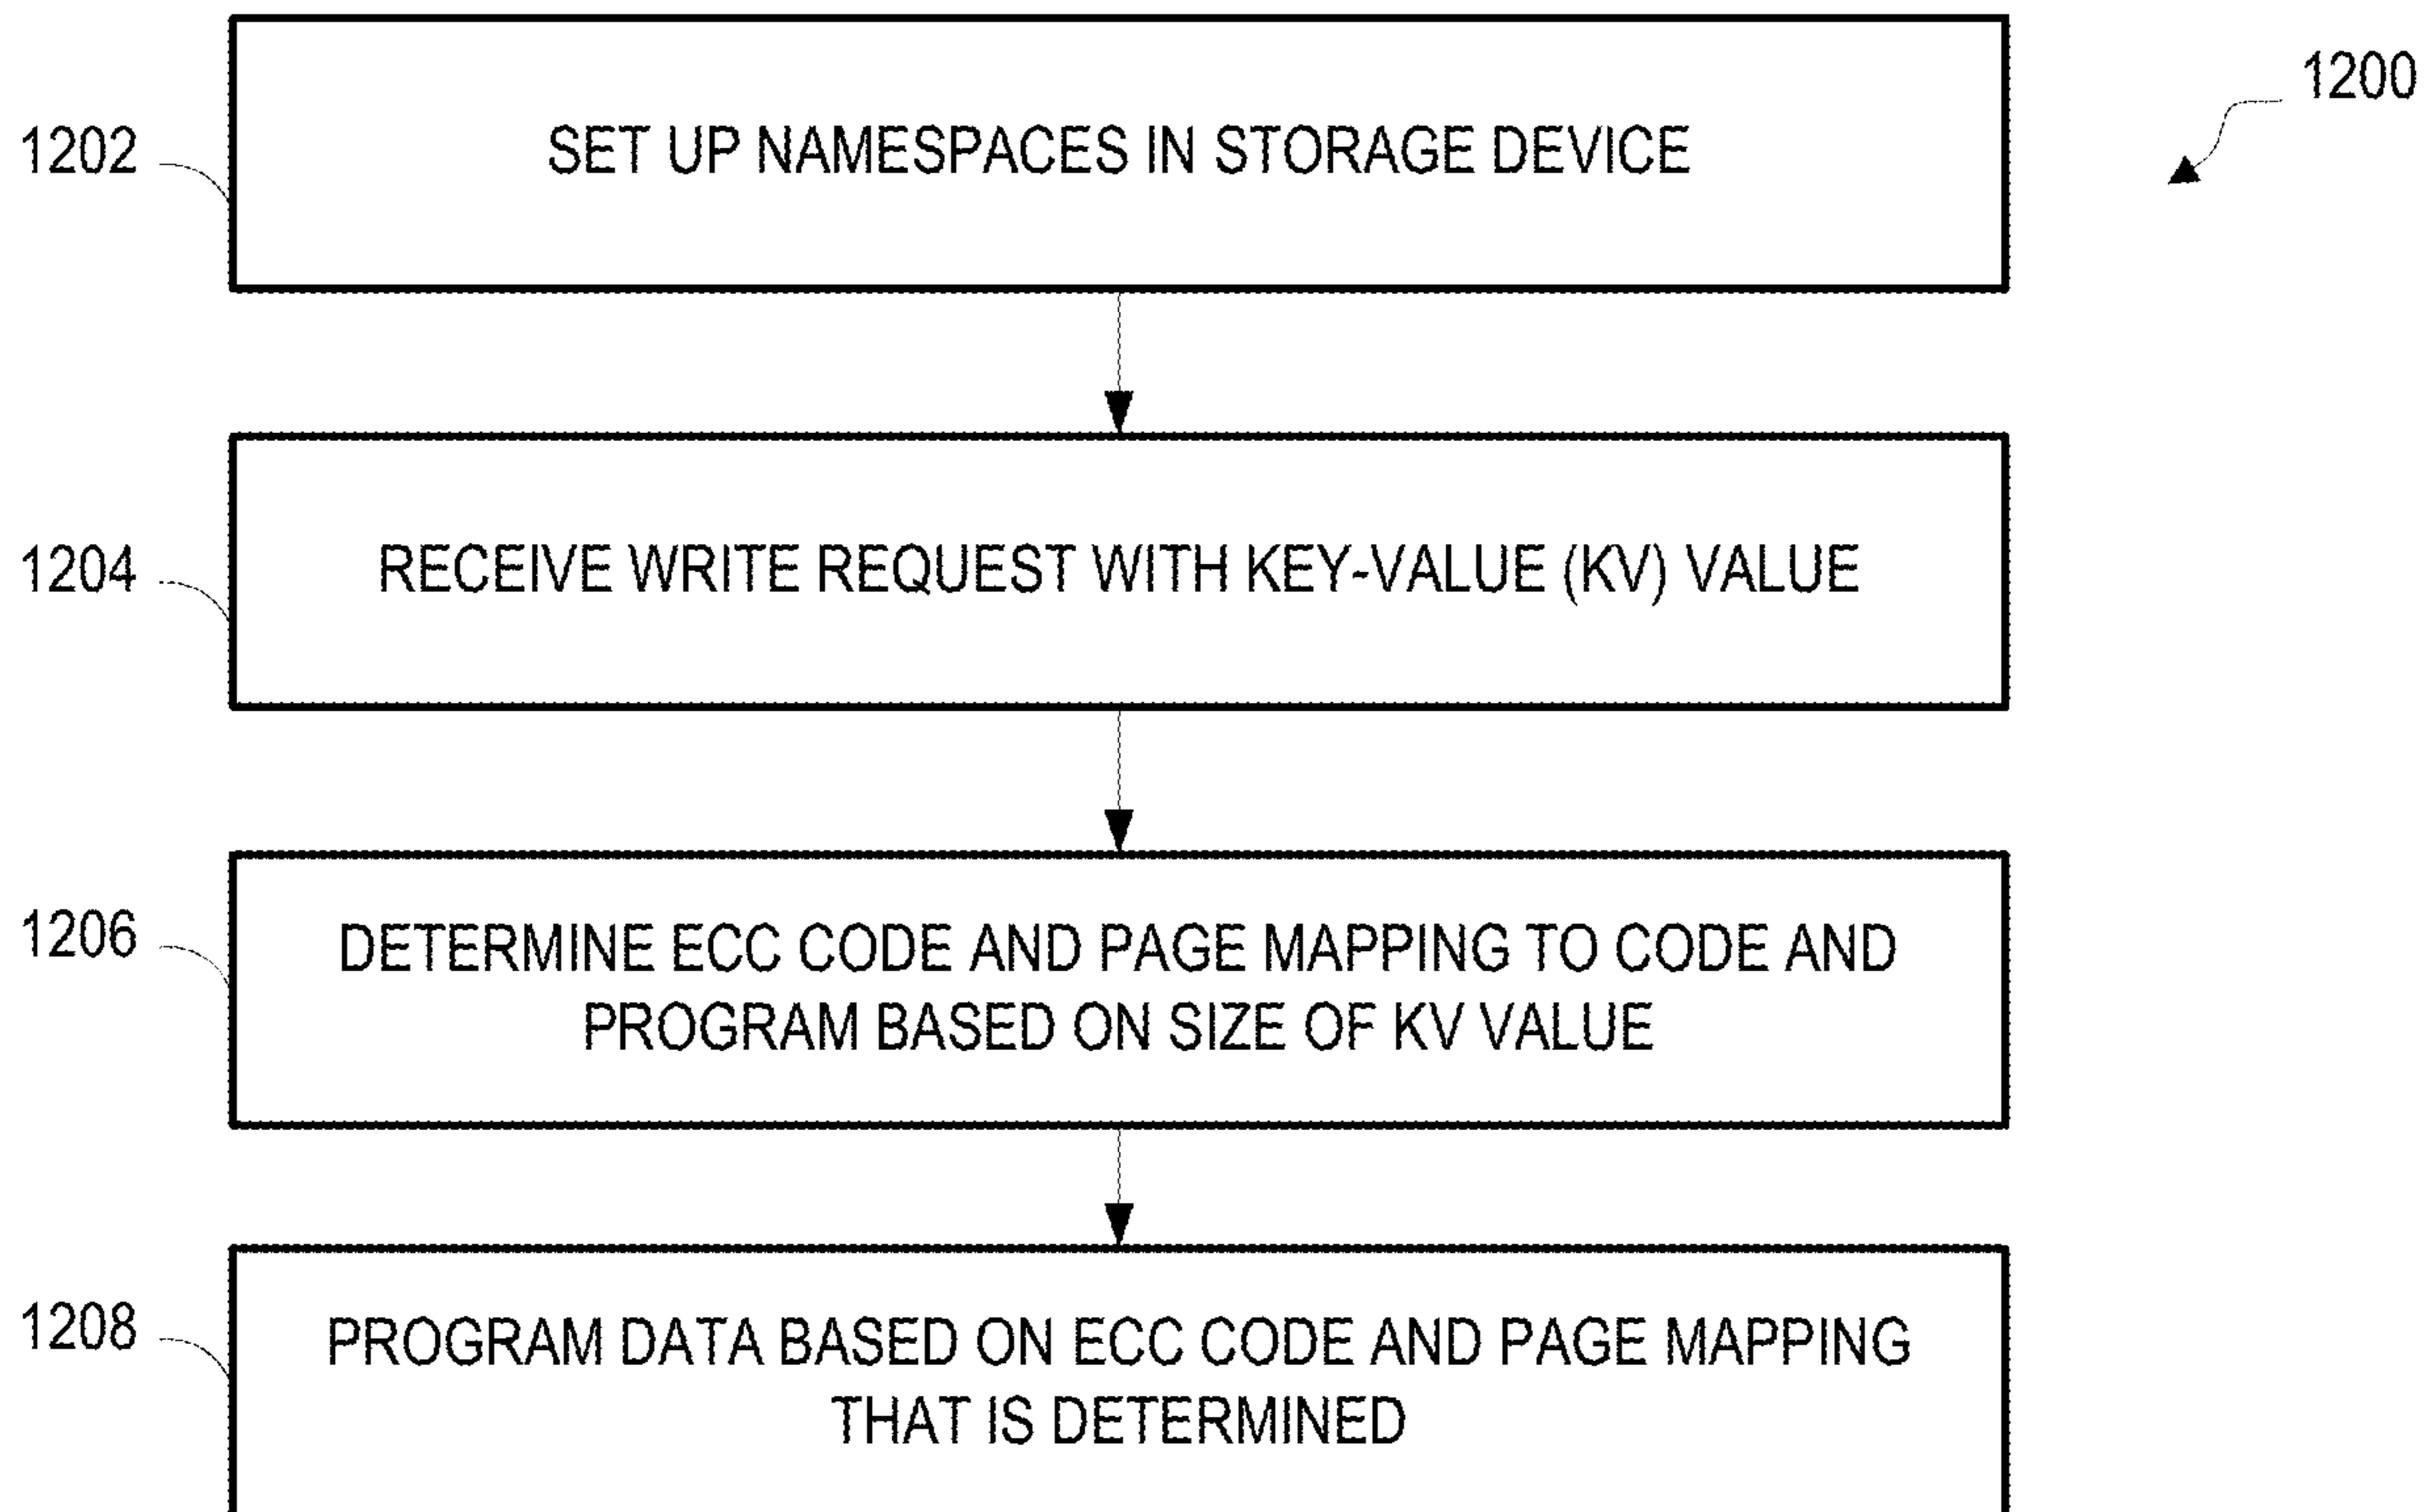 1200
1202
SET UP NAMESPACES IN STORAGE DEVICE
1204
RECEIVE WRITE REQUEST WITH KEY-VALUE (KV) VALUE
1206
DETERMINE ECC CODE AND PAGE MAPPING TO CODE AND
PROGRAM BASED ON SIZE OF KV VALUE
1208
PROGRAM DATA BASED ON ECC CODE AND PAGE MAPPING
THAT IS DETERMINED